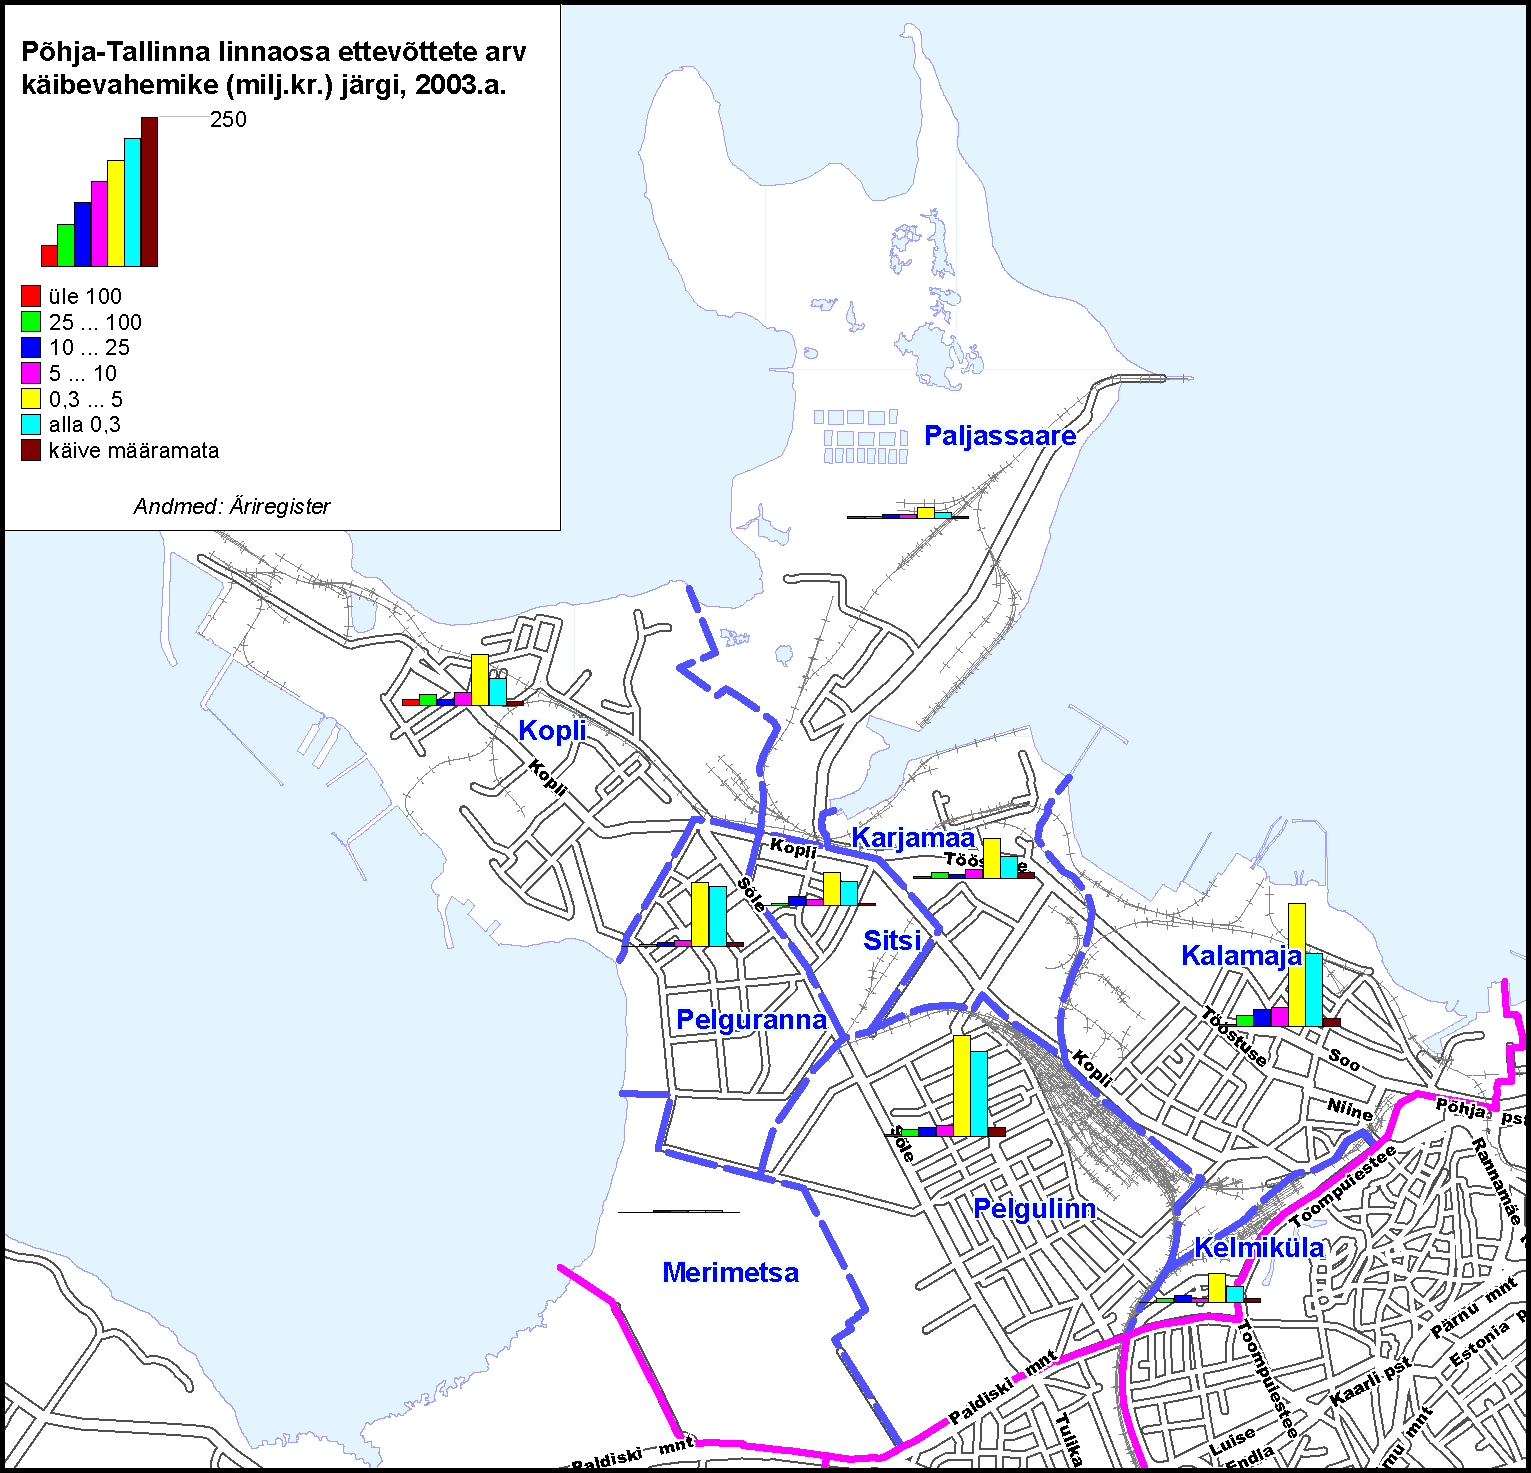 Põhja-Tallinna linnaosa ettevõttete arv
käibevahemike (milj.kr.) järgi, 2003.a.
250
üle 100
25 ... 100
10 ... 25
5 ... 10
0,3 ... 5
alla 0,3
käive määramata
Andmed: Äriregister
Paljassaare
Kopli
Kopli
Karjamaa
Kopli
Sõle
Sitsi
Kalamaja
Pelguranna
Tööstuse
Soo
Kopli
Niine
Põhja pst
Sõle
Rannamäe
Toompuiestee
Pelgulinn
Kelmiküla
Merimetsa
Pärnu mnt
Estonia p
Toompuiestee
Kaarli pst
Paldiski mnt
Tulika
Luise
Endla
Paldiski mnt